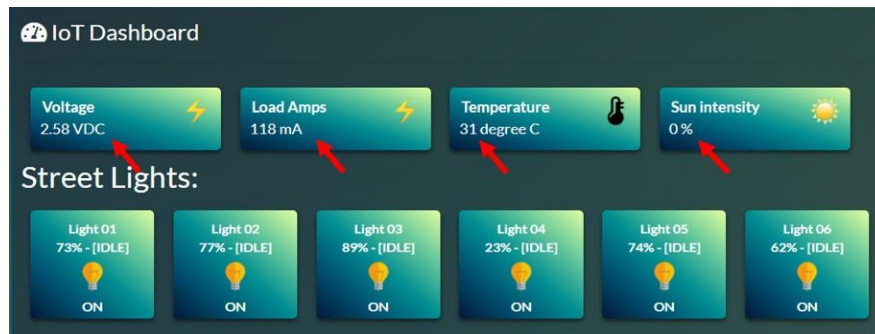 IoT Dashboard
Voltage
2.58 VDC
Load Amps
118 mA
Temperature
31 degree C
Sun intensity
0 %
Street Lights:
Light 01
73% - [IDLE]
ON
Light 02
77% - [IDLE]
ON
Light 03
89% - [IDLE]
ON
Light 04
23% - [IDLE]
ON
Light 05
74% - [IDLE]
ON
Light 06
62% - [IDLE]
ON